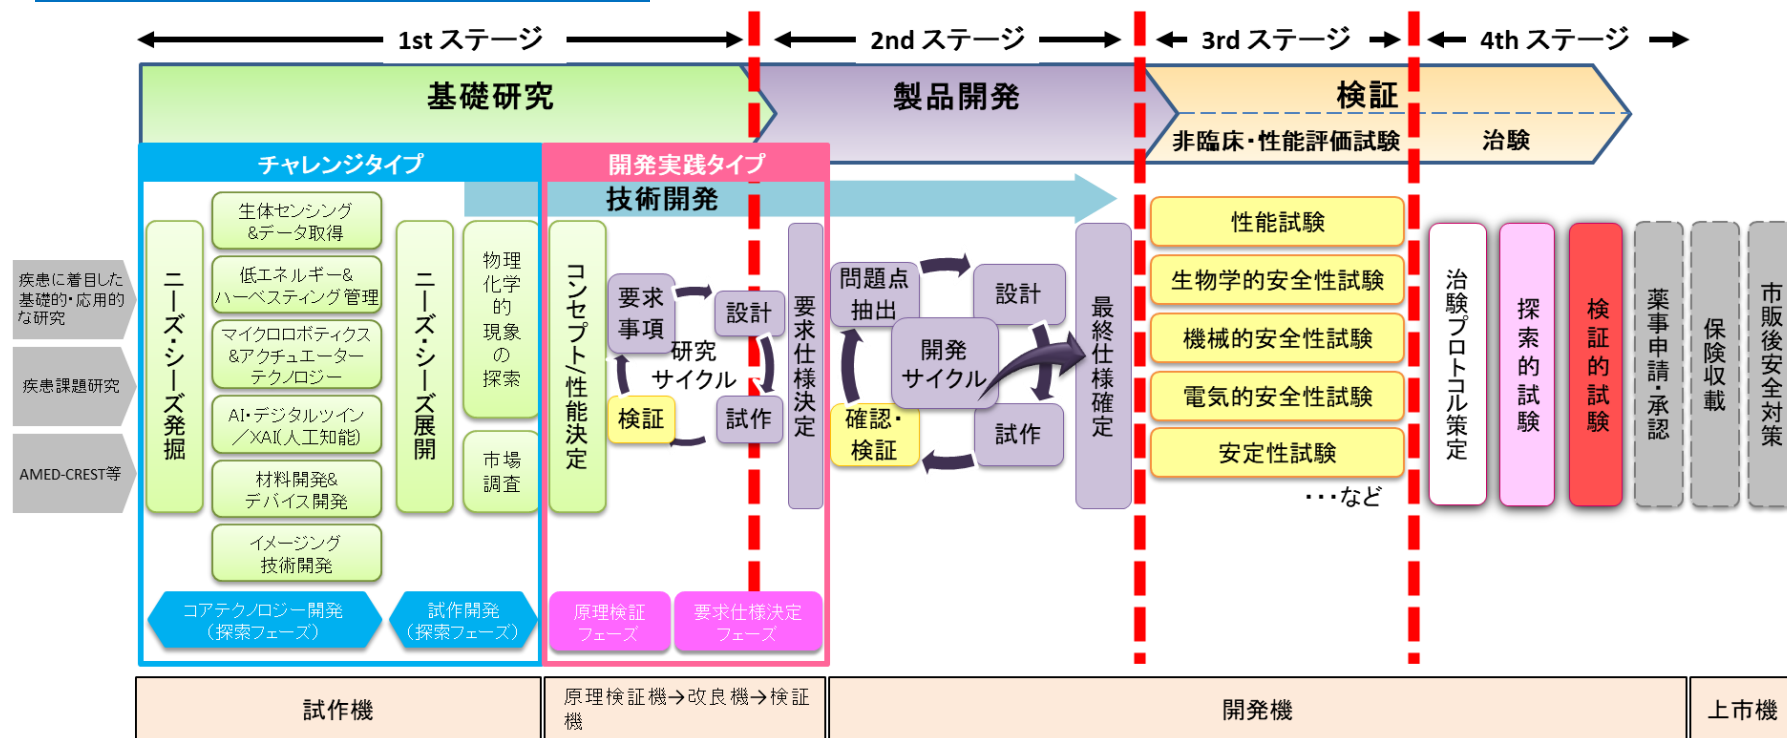 1st ステージ
2nd ステージ
3rd ステージ
4th ステージ
基礎研究
製品開発
検証
非臨床・性能評価試験
治験
チャレンジタイプ
開発実践タイプ
技術開発
疾患に着目した
基礎的・応用的
な研究
疾患課題研究
AMED-CREST等
ニーズ・シーズ発掘
生体センシング
&データ取得
低エネルギー&
ハーベスティング管理
マイクロロボティクス
&アクチュエーター
テクノロジー
AI・デジタルツイン
／XAI(人工知能)
材料開発&
デバイス開発
イメージング
技術開発
ニーズ・シーズ展開
物理
化学
的
現象
の
探索
市場
調査
コンセプト/性能決定
要求
事項
設計
研究
サイクル
検証
試作
要求仕様決定
問題点
抽出
設計
開発
サイクル
確認・
検証
試作
最終仕様確定
性能試験
生物学的安全性試験
機械的安全性試験
電気的安全性試験
安定性試験
・・・など
治験プロトコル策定
探索的試験
検証的試験
薬事申請・承認
保険収載
市販後安全対策
コアテクノロジー開発
（探索フェーズ）
試作開発
（探索フェーズ）
原理検証
フェーズ
要求仕様決定
フェーズ
試作機
原理検証機→改良機→検証
機
開発機
上市機